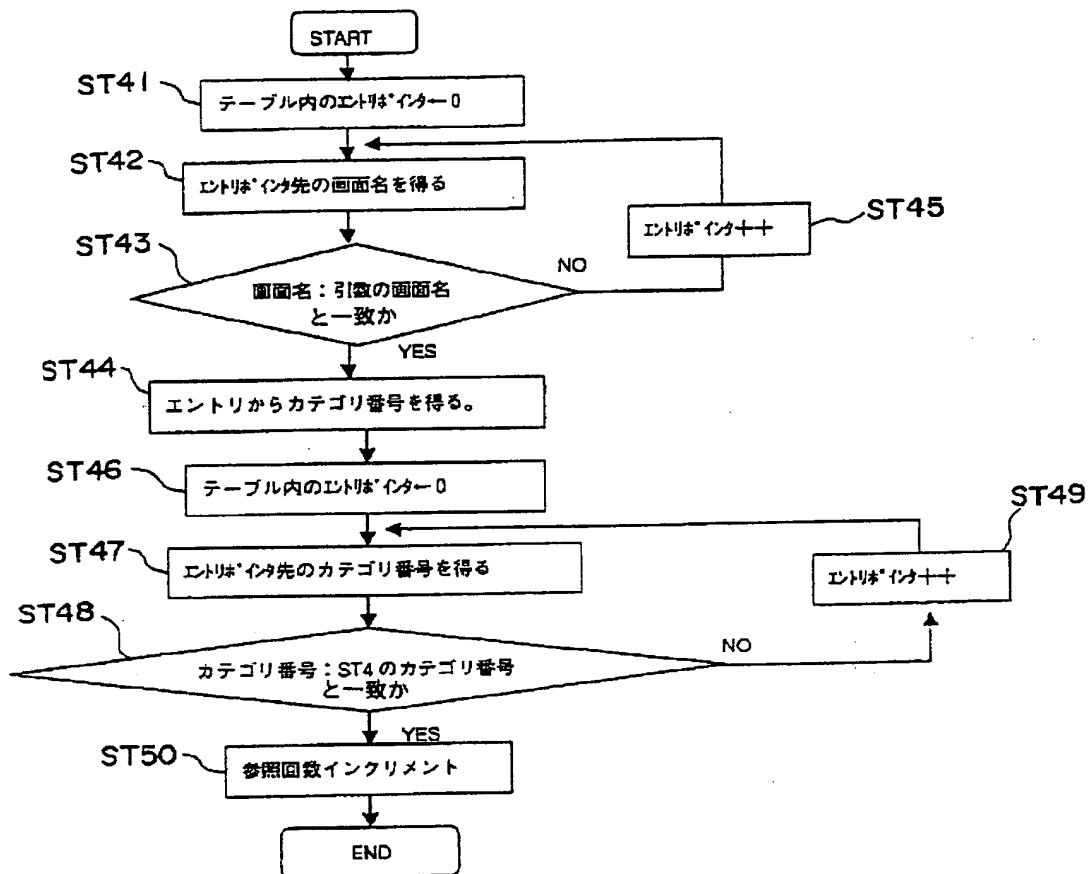 START
ST41
テーブル内のエントリポインタ←0
ST42
エントリポインタ先の画面名を得る
ST45
エントリポインタ++
ST43
NO
画面名:引数の画面名
と一致か
YES
ST44
エントリからカテゴリ番号を得る。
ST46
テーブル内のエントリポインタ←0
ST49
ST47
エントリポインタ先のカテゴリ番号を得る
エントリポインタ++
ST48
NO
カテゴリ番号:ST4のカテゴリ番号
と一致か
YES
ST50
参照回数インクリメント
END